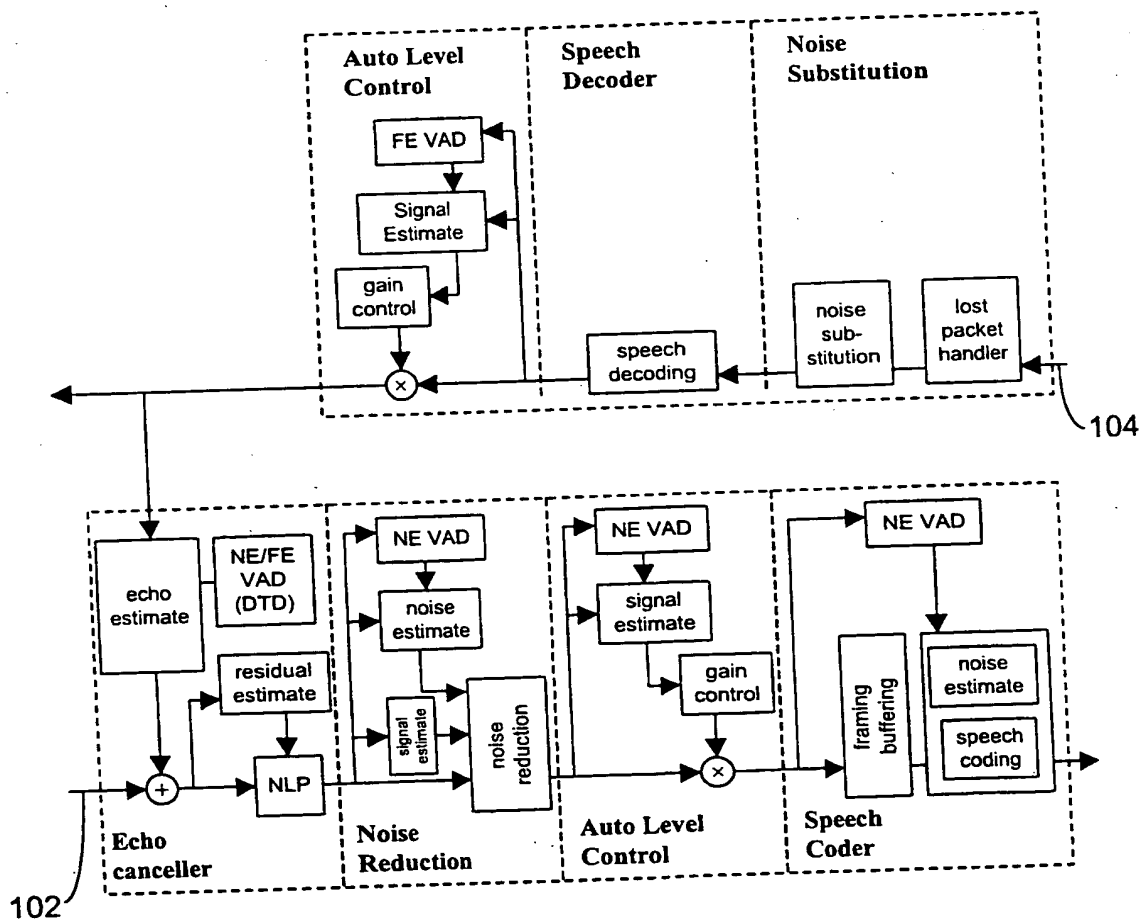 Auto Level
Control
Speech
Decoder
Noise
Substitution
FE VAD
Signal
Estimate
gain
control
×
speech
decoding
noise
sub-
stitution
lost
packet
handler
104
echo
estimate
NE/FE
VAD
(DTD)
residual
estimate
+
NLP
Echo
canceller
102
NE VAD
noise
estimate
signal
estimate
noise
reduction
Noise
Reduction
NE VAD
signal
estimate
gain
control
×
Auto Level
Control
NE VAD
framing
buffering
noise
estimate
speech
coding
Speech
Coder